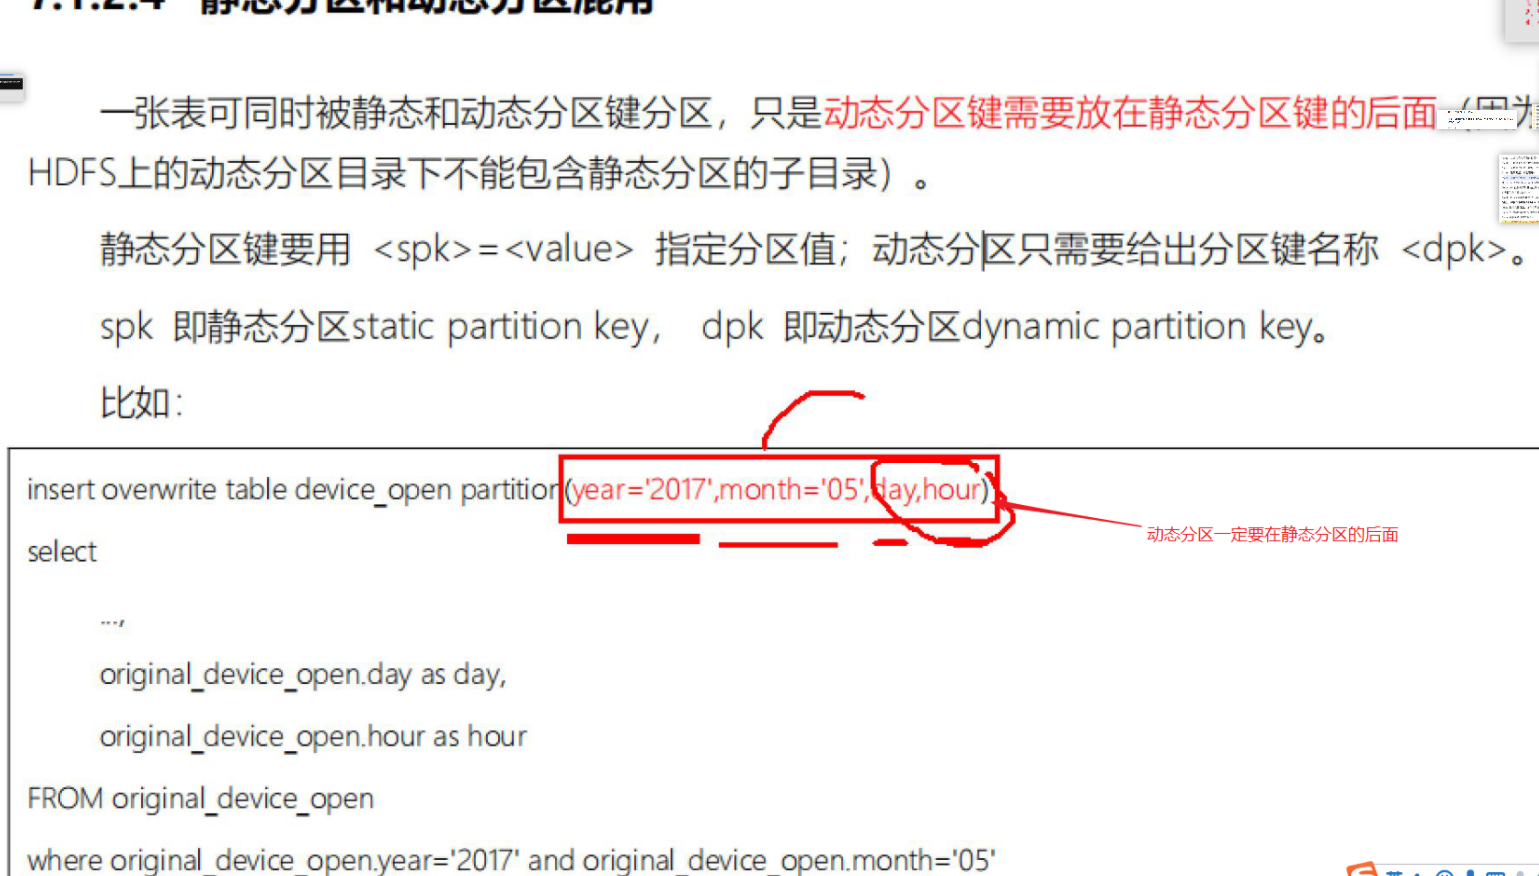 7.1.2.4 静态分区和动态分区混用
一张表可同时被静态和动态分区键分区，只是动态分区键需要放在静态分区键的后面（因为
HDFS上的动态分区目录下不能包含静态分区的子目录）。
静态分区键要用 <spk>=<value> 指定分区值；动态分区只需要给出分区键名称 <dpk>。
spk 即静态分区static partition key， dpk 即动态分区dynamic partition key。
比如：
insert overwrite table device_open partition(year='2017',month='05',day,hour)
动态分区一定要在静态分区的后面
select
...,
original_device_open.day as day,
original_device_open.hour as hour
FROM original_device_open
where original_device_open.year='2017' and original_device_open.month='05'